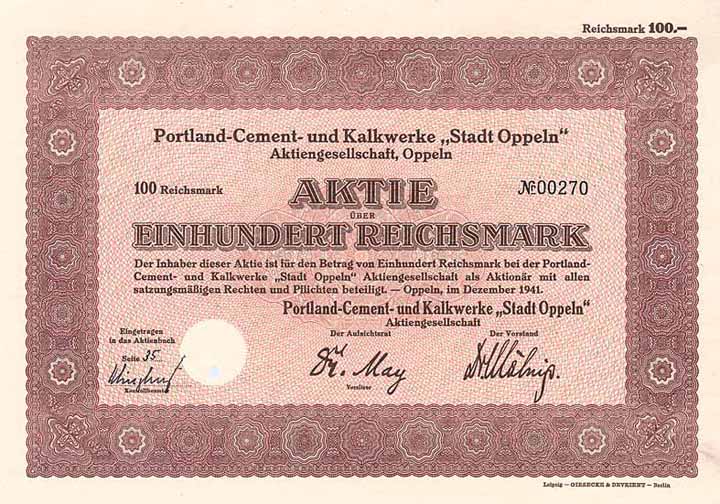 Reichsmark 100.—
Portland-Cement- und Kalkwerke „Stadt Oppeln“
Aktiengesellschaft, Oppeln
100 Reichsmark
AKTIE
№ 00270
ÜBER
EINHUNDERT REICHSMARK
Der Inhaber dieser Aktie ist für den Betrag von Einhundert Reichsmark bei der Portland-
Cement- und Kalkwerke „Stadt Oppeln“ Aktiengesellschaft als Aktionär mit allen
satzungsmäßigen Rechten und Pflichten beteiligt. — Oppeln, im Dezember 1941.
Portland-Cement- und Kalkwerke „Stadt Oppeln“
Aktiengesellschaft
Eingetragen
in das Aktienbuch
Seite 35
Kontrollbeamter
Der Aufsichtsrat
May
Vorsitzer
Der Vorstand
Leipzig — GIESECKE & DEVRIENT — Berlin